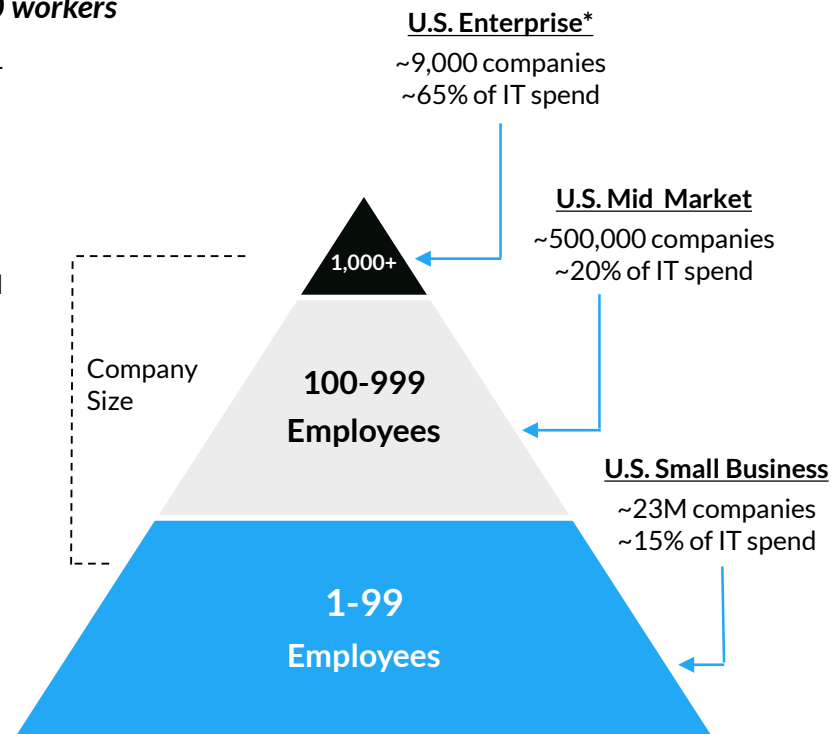 workers
U.S. Enterprise*
~9,000 companies
~65% of IT spend
U.S. Mid Market
~500,000 companies
~20% of IT spend
1,000+
Company
Size
100-999
Employees
U.S. Small Business
~23M companies
~15% of IT spend
1-99
Employees